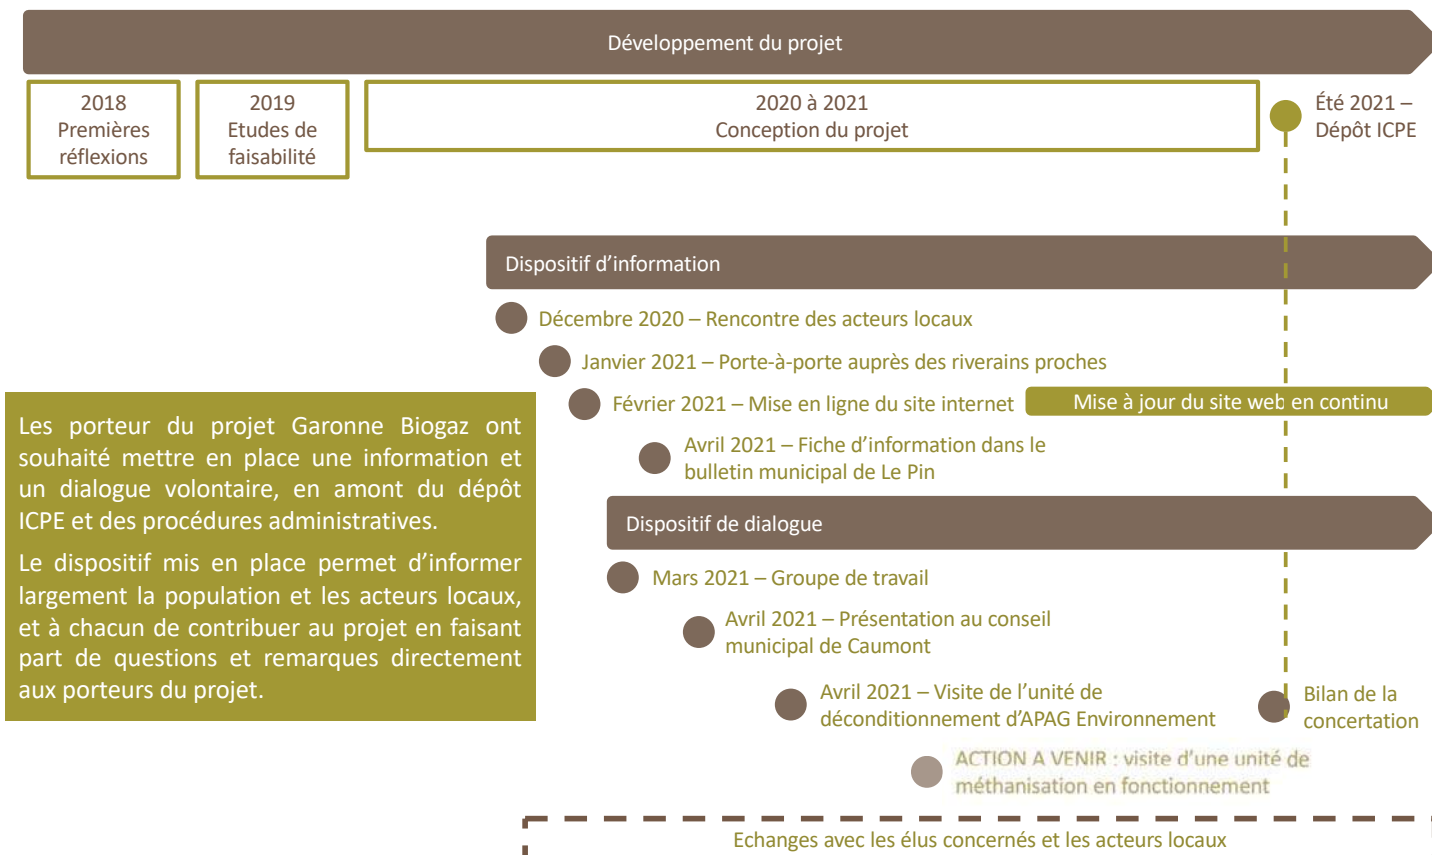 Développement du projet
2018
Premières
réflexions
2019
Etudes de
faisabilité
2020 à 2021
Conception du projet
Été 2021 –
Dépôt ICPE
Dispositif d’information
Décembre 2020 – Rencontre des acteurs locaux
Janvier 2021 – Porte-à-porte auprès des riverains proches
Février 2021 – Mise en ligne du site internet
Mise à jour du site web en continu
Avril 2021 – Fiche d’information dans le
bulletin municipal de Le Pin
Les porteur du projet Garonne Biogaz ont
souhaité mettre en place une information et
un dialogue volontaire, en amont du dépôt
ICPE et des procédures administratives.
Le dispositif mis en place permet d’informer
largement la population et les acteurs locaux,
et à chacun de contribuer au projet en faisant
part de questions et remarques directement
aux porteurs du projet.
Dispositif de dialogue
Mars 2021 – Groupe de travail
Avril 2021 – Présentation au conseil
municipal de Caumont
Avril 2021 – Visite de l’unité de
déconditionnement d’APAG Environnement
Bilan de la
concertation
ACTION A VENIR : visite d’une unité de
méthanisation en fonctionnement
Echanges avec les élus concernés et les acteurs locaux